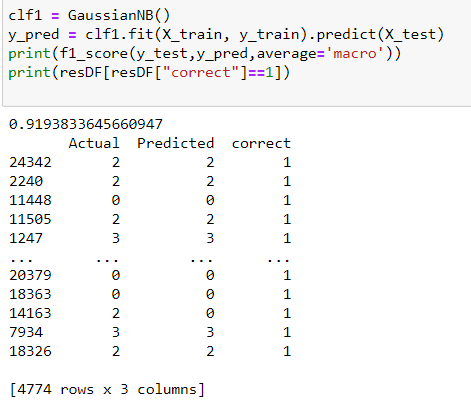 clf1 = GaussianNB()
y_pred = clf1.fit(X_train, y_train).predict(X_test)
print(f1_score(y_test,y_pred,average='macro'))
print(resDF[resDF["correct"]==1])
0.9193833645660947
Actual Predicted correct
24342 2 2 1
2240 2 2 1
11448 0 0 1
11505 2 2 1
1247 3 3 1
... ... ... ...
20379 0 0 1
18363 0 0 1
14163 2 0 1
7934 3 3 1
18326 2 2 1
[4774 rows x 3 columns]